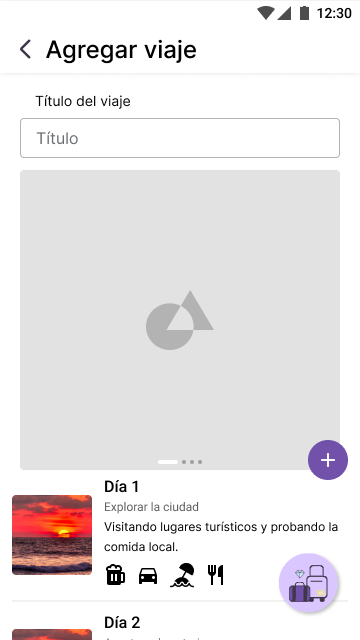 12:30
Agregar viaje
Título del viaje
Título
Día 1
Explorar la ciudad
Visitando lugares turísticos y probando la
comida local.
Día 2